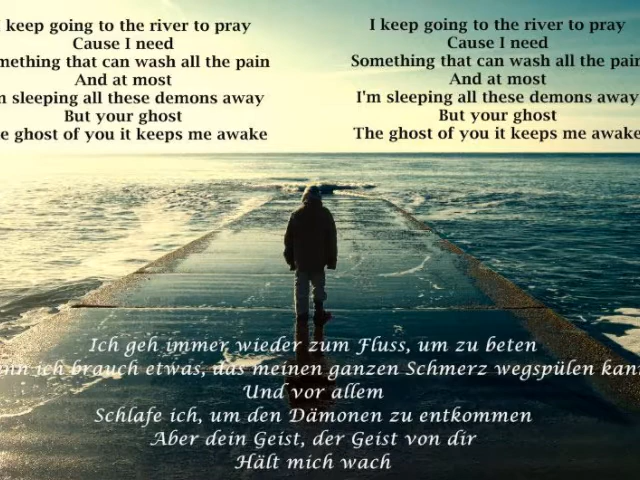 I keep going to the river to pray
Cause I need
mething that can wash all the pain
And at most
m sleeping all these demons away
But your ghost
e ghost of you it keeps me awake
I keep going to the river to pray
Cause I need
Something that can wash all the pain
And at most
I'm sleeping all these demons away
But your ghost
The ghost of you it keeps me awake
Ich geh immer wieder zum Fluss, um zu beten
nn ich brauch etwas, das meinen ganzen Schmerz wegspülen kann
Und vor allem
Schlafe ich, um den Dämonen zu entkommen
Aber dein Geist, der Geist von dir
Hält mich wach